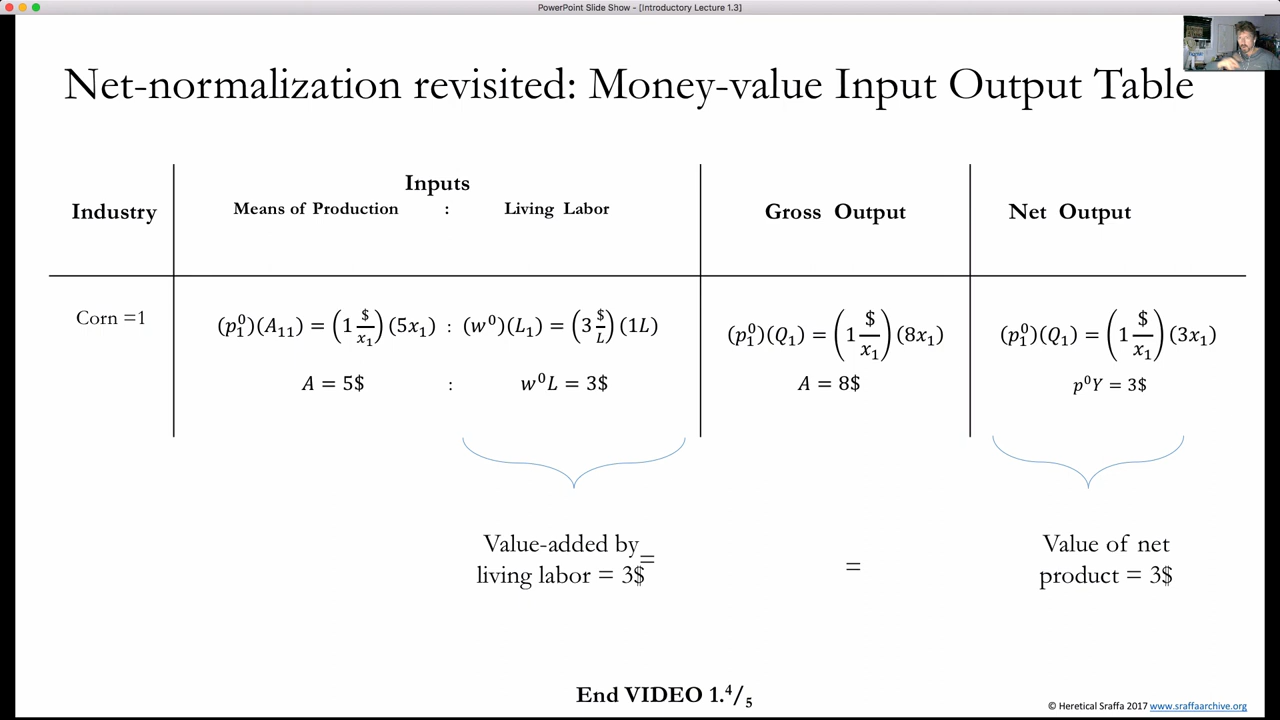 PowerPoint Slide Show - [Introductory Lecture 1.3]
Net-normalization revisited: Money-value Input Output Table
Industry
Inputs
Means of Production : Living Labor
Gross Output
Net Output
Corn =1
(p₁⁰)(A₁₁) = (1 $/x₁)(5x₁) : (w⁰)(L₁) = (3 $/L)(1L)
(p₁⁰)(Q₁) = (1 $/x₁)(8x₁)
(p₁⁰)(Q₁) = (1 $/x₁)(3x₁)
A = 5$ : w⁰L = 3$
A = 8$
p⁰Y = 3$
Value-added by
living labor = 3$
=
=
Value of net
product = 3$
End VIDEO 1.⁴/₅
© Heretical Sraffa 2017 www.sraffaarchive.org